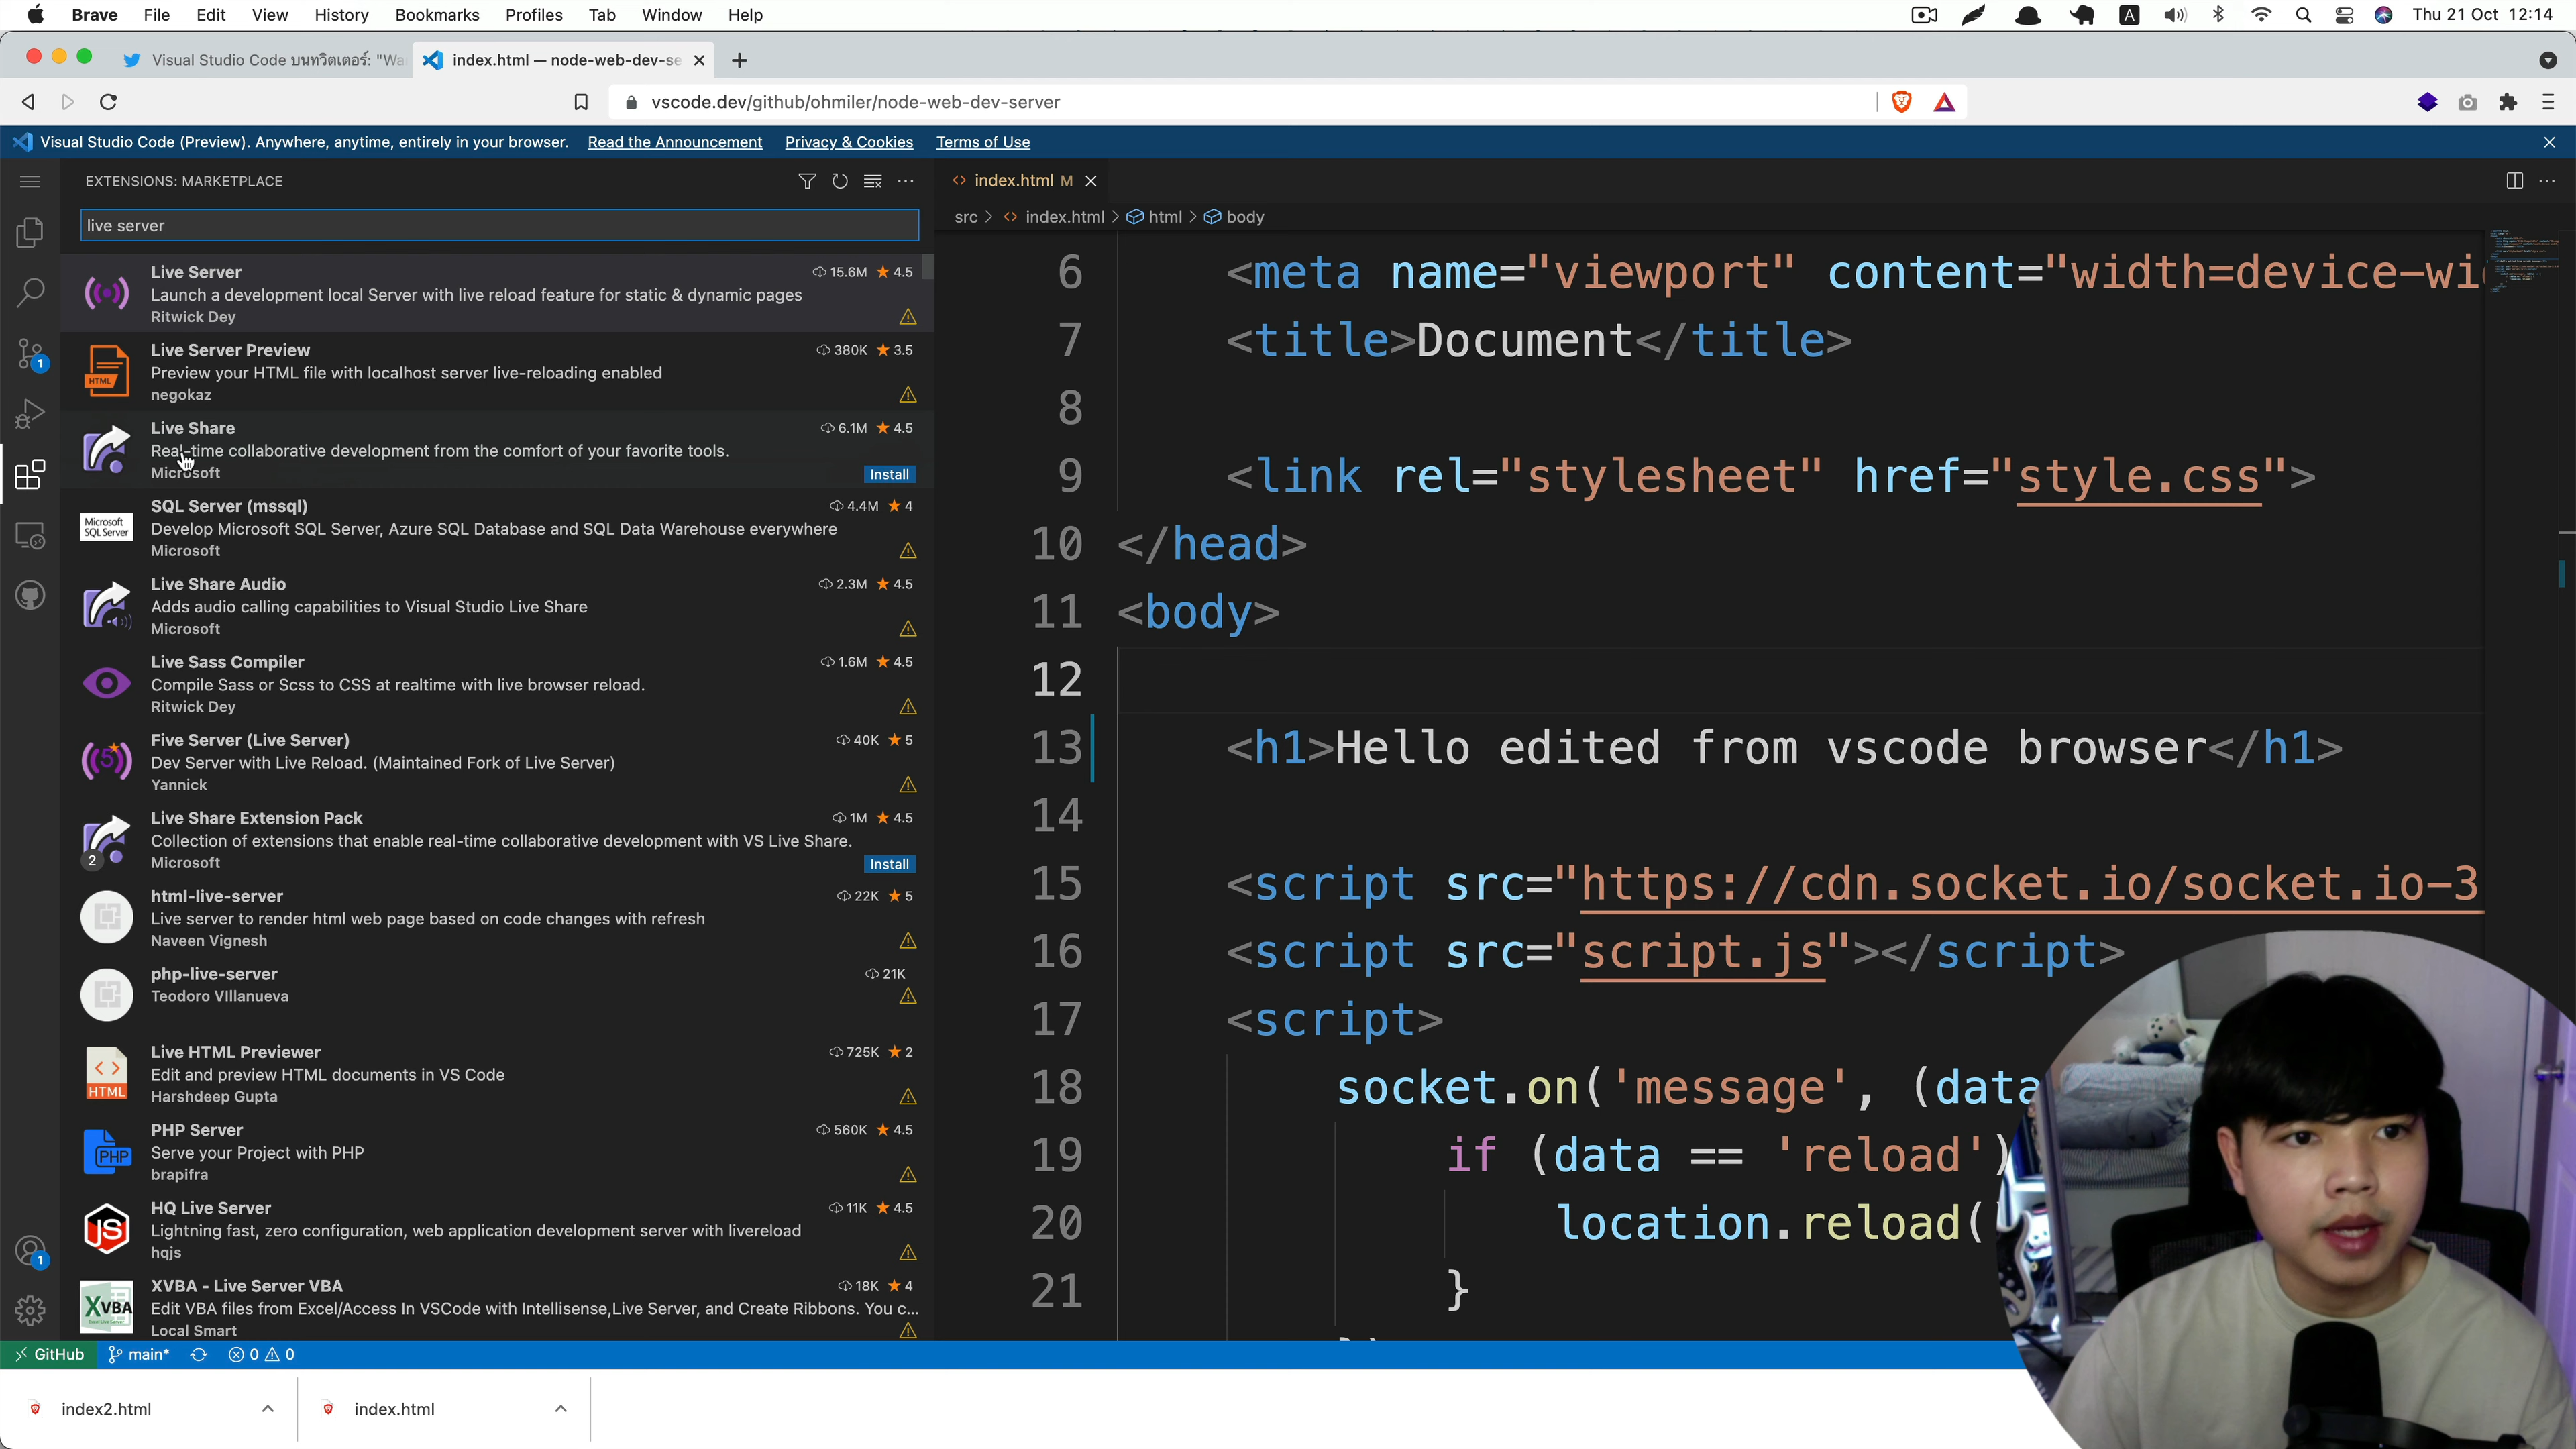 Brave File Edit View History Bookmarks Profiles Tab Window Help
A Thu 21 Oct 12:14
Visual Studio Code บนทวิตเตอร์: "Wa
index.html — node-web-dev-se
vscode.dev/github/ohmiler/node-web-dev-server
Visual Studio Code (Preview). Anywhere, anytime, entirely in your browser. Read the Announcement Privacy & Cookies Terms of Use
EXTENSIONS: MARKETPLACE
live server
Live Server 15.6M 4.5
Launch a development local Server with live reload feature for static & dynamic pages
Ritwick Dey
HTML
Live Server Preview 380K 3.5
Preview your HTML file with localhost server live-reloading enabled
negokaz
Live Share 6.1M 4.5
Real-time collaborative development from the comfort of your favorite tools.
Microsoft Install
Microsoft
SQL Server
SQL Server (mssql) 4.4M 4
Develop Microsoft SQL Server, Azure SQL Database and SQL Data Warehouse everywhere
Microsoft
Live Share Audio 2.3M 4.5
Adds audio calling capabilities to Visual Studio Live Share
Microsoft
Live Sass Compiler 1.6M 4.5
Compile Sass or Scss to CSS at realtime with live browser reload.
Ritwick Dey
5
Five Server (Live Server) 40K 5
Dev Server with Live Reload. (Maintained Fork of Live Server)
Yannick
2
Live Share Extension Pack 1M 4.5
Collection of extensions that enable real-time collaborative development with VS Live Share.
Microsoft Install
html-live-server 22K 5
Live server to render html web page based on code changes with refresh
Naveen Vignesh
php-live-server 21K
Teodoro VIllanueva
HTML
Live HTML Previewer 725K 2
Edit and preview HTML documents in VS Code
Harshdeep Gupta
PHP
PHP Server 560K 4.5
Serve your Project with PHP
brapifra
JS
HQ Live Server 11K 4.5
Lightning fast, zero configuration, web application development server with livereload
hqjs
XVBA
XVBA - Live Server VBA 18K 4
Edit VBA files from Excel/Access In VSCode with Intellisense,Live Server, and Create Ribbons. You c...
Local Smart
1
1
index.html M
src > index.html > html > body
6 <meta name="viewport" content="width=device-wi
7 <title>Document</title>
8
9 <link rel="stylesheet" href="style.css">
10 </head>
11 <body>
12
13 <h1>Hello edited from vscode browser</h1>
14
15 <script src="https://cdn.socket.io/socket.io-3
16 <script src="script.js"></script>
17 <script>
18 socket.on('message', (data
19 if (data == 'reload')
20 location.reload(
21 }
GitHub main* 0 0
index2.html
index.html